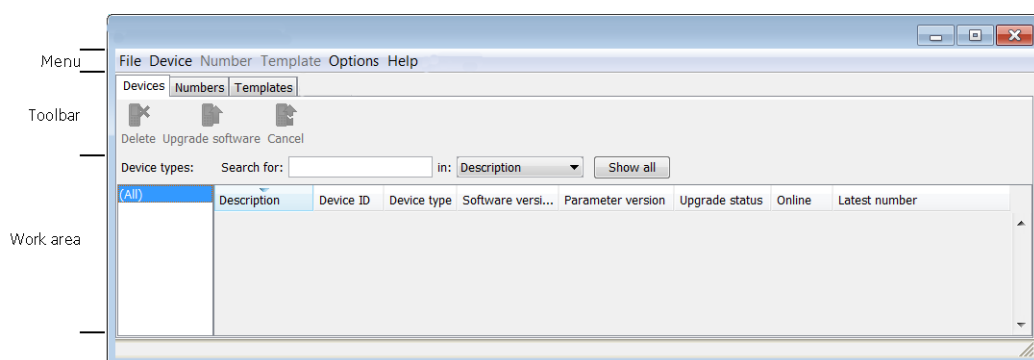 Menu
File Device Number Template Options Help
Devices Numbers Templates
Toolbar
Delete Upgrade software Cancel
Device types: Search for: in: Description Show all
(All)
Description Device ID Device type Software versi... Parameter version Upgrade status Online Latest number
Work area